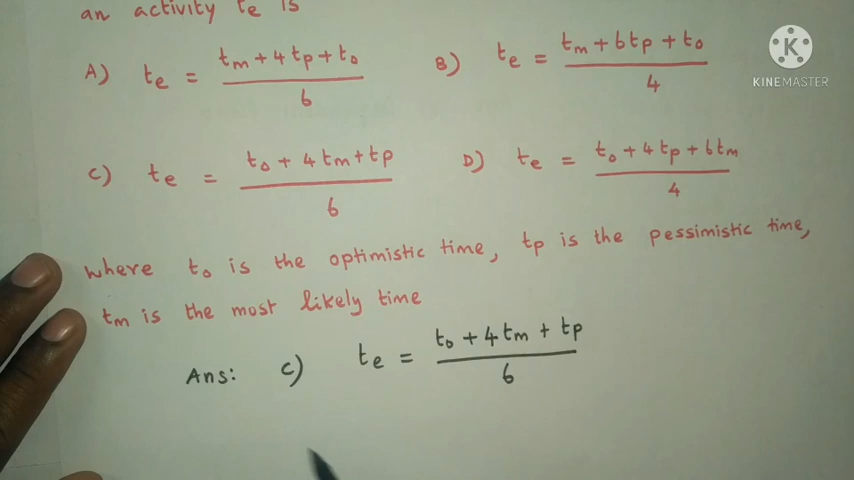 an activity te is
A) te = tm + 4tp + to / 6
B) te = tm + 6tp + to / 4
C) te = to + 4tm + tp / 6
D) te = to + 4tp + 6tm / 4
where to is the optimistic time, tp is the pessimistic time,
tm is the most likely time
Ans: C) te = to + 4tm + tp / 6
K
KINEMASTER